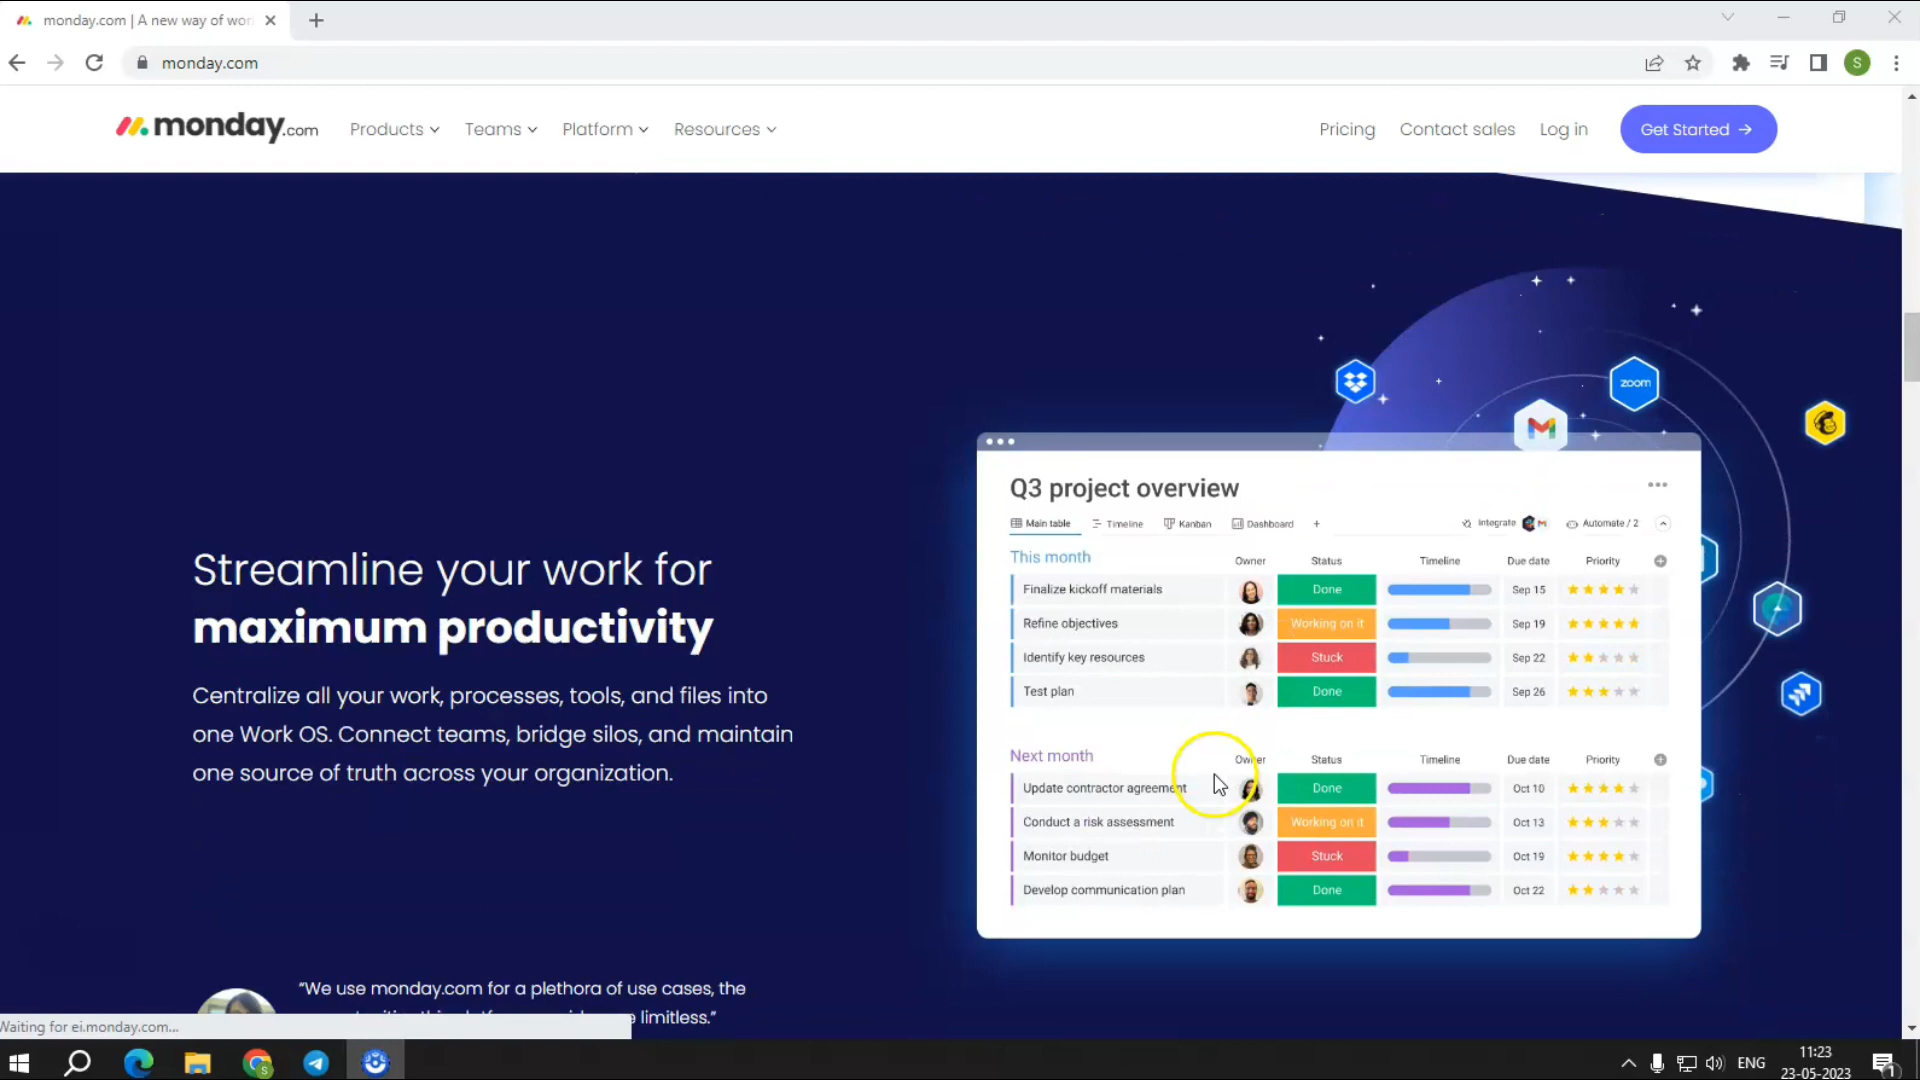 monday.com | A new way of wor
monday.com
S
monday.com
Products
Teams
Platform
Resources
Pricing
Contact sales
Log in
Get Started →
zoom
Q3 project overview
Main table
Timeline
Kanban
Dashboard
+
Integrate
Automate / 2
This month
Owner
Status
Timeline
Due date
Priority
Finalize kickoff materials
Done
Sep 15
Refine objectives
Working on it
Sep 19
Identify key resources
Stuck
Sep 22
Test plan
Done
Sep 26
Next month
Owner
Status
Timeline
Due date
Priority
Update contractor agreement
Done
Oct 10
Conduct a risk assessment
Working on it
Oct 13
Monitor budget
Stuck
Oct 19
Develop communication plan
Done
Oct 22
Streamline your work for
maximum productivity
Centralize all your work, processes, tools, and files into
one Work OS. Connect teams, bridge silos, and maintain
one source of truth across your organization.
“We use monday.com for a plethora of use cases, the
limitless.”
Waiting for ei.monday.com...
S
ENG
11:23
23-05-2023
1